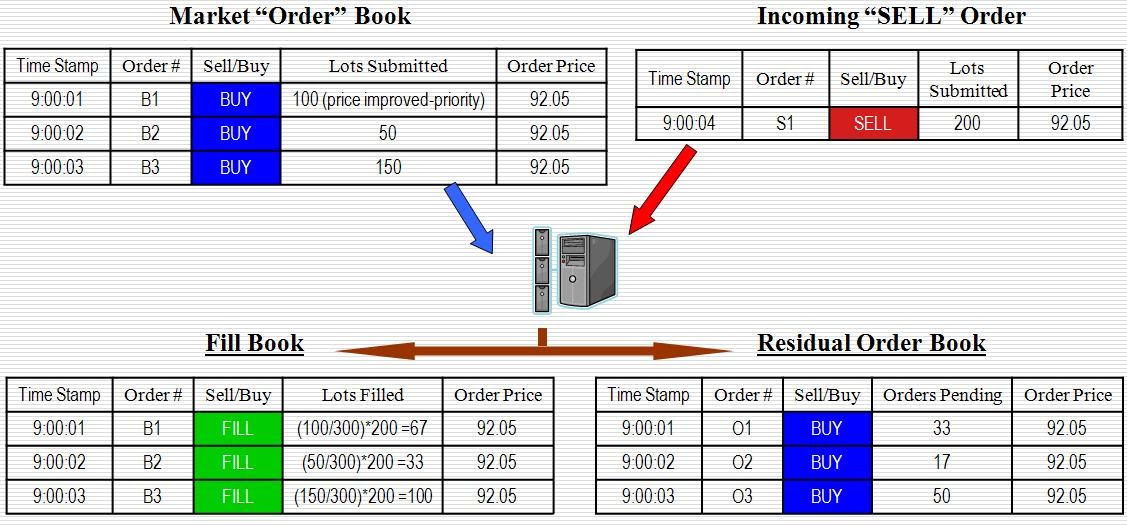 Market “Order” Book
Time Stamp Order # Sell/Buy Lots Submitted Order Price
9:00:01 B1 BUY 100 (price improved-priority) 92.05
9:00:02 B2 BUY 50 92.05
9:00:03 B3 BUY 150 92.05
Incoming “SELL” Order
Time Stamp Order # Sell/Buy Lots Submitted Order Price
9:00:04 S1 SELL 200 92.05
Fill Book
Time Stamp Order # Sell/Buy Lots Filled Order Price
9:00:01 B1 FILL (100/300)*200 =67 92.05
9:00:02 B2 FILL (50/300)*200 =33 92.05
9:00:03 B3 FILL (150/300)*200 =100 92.05
Residual Order Book
Time Stamp Order # Sell/Buy Orders Pending Order Price
9:00:01 O1 BUY 33 92.05
9:00:02 O2 BUY 17 92.05
9:00:03 O3 BUY 50 92.05